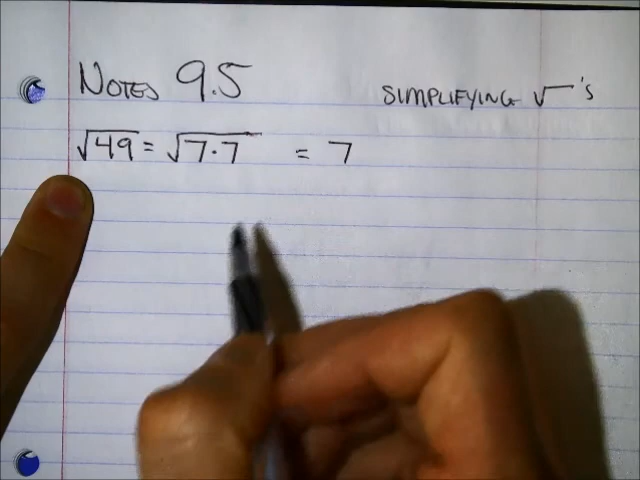 NOTES 9.5 SIMPLIFYING √ 's
√49 = √7·7 = 7